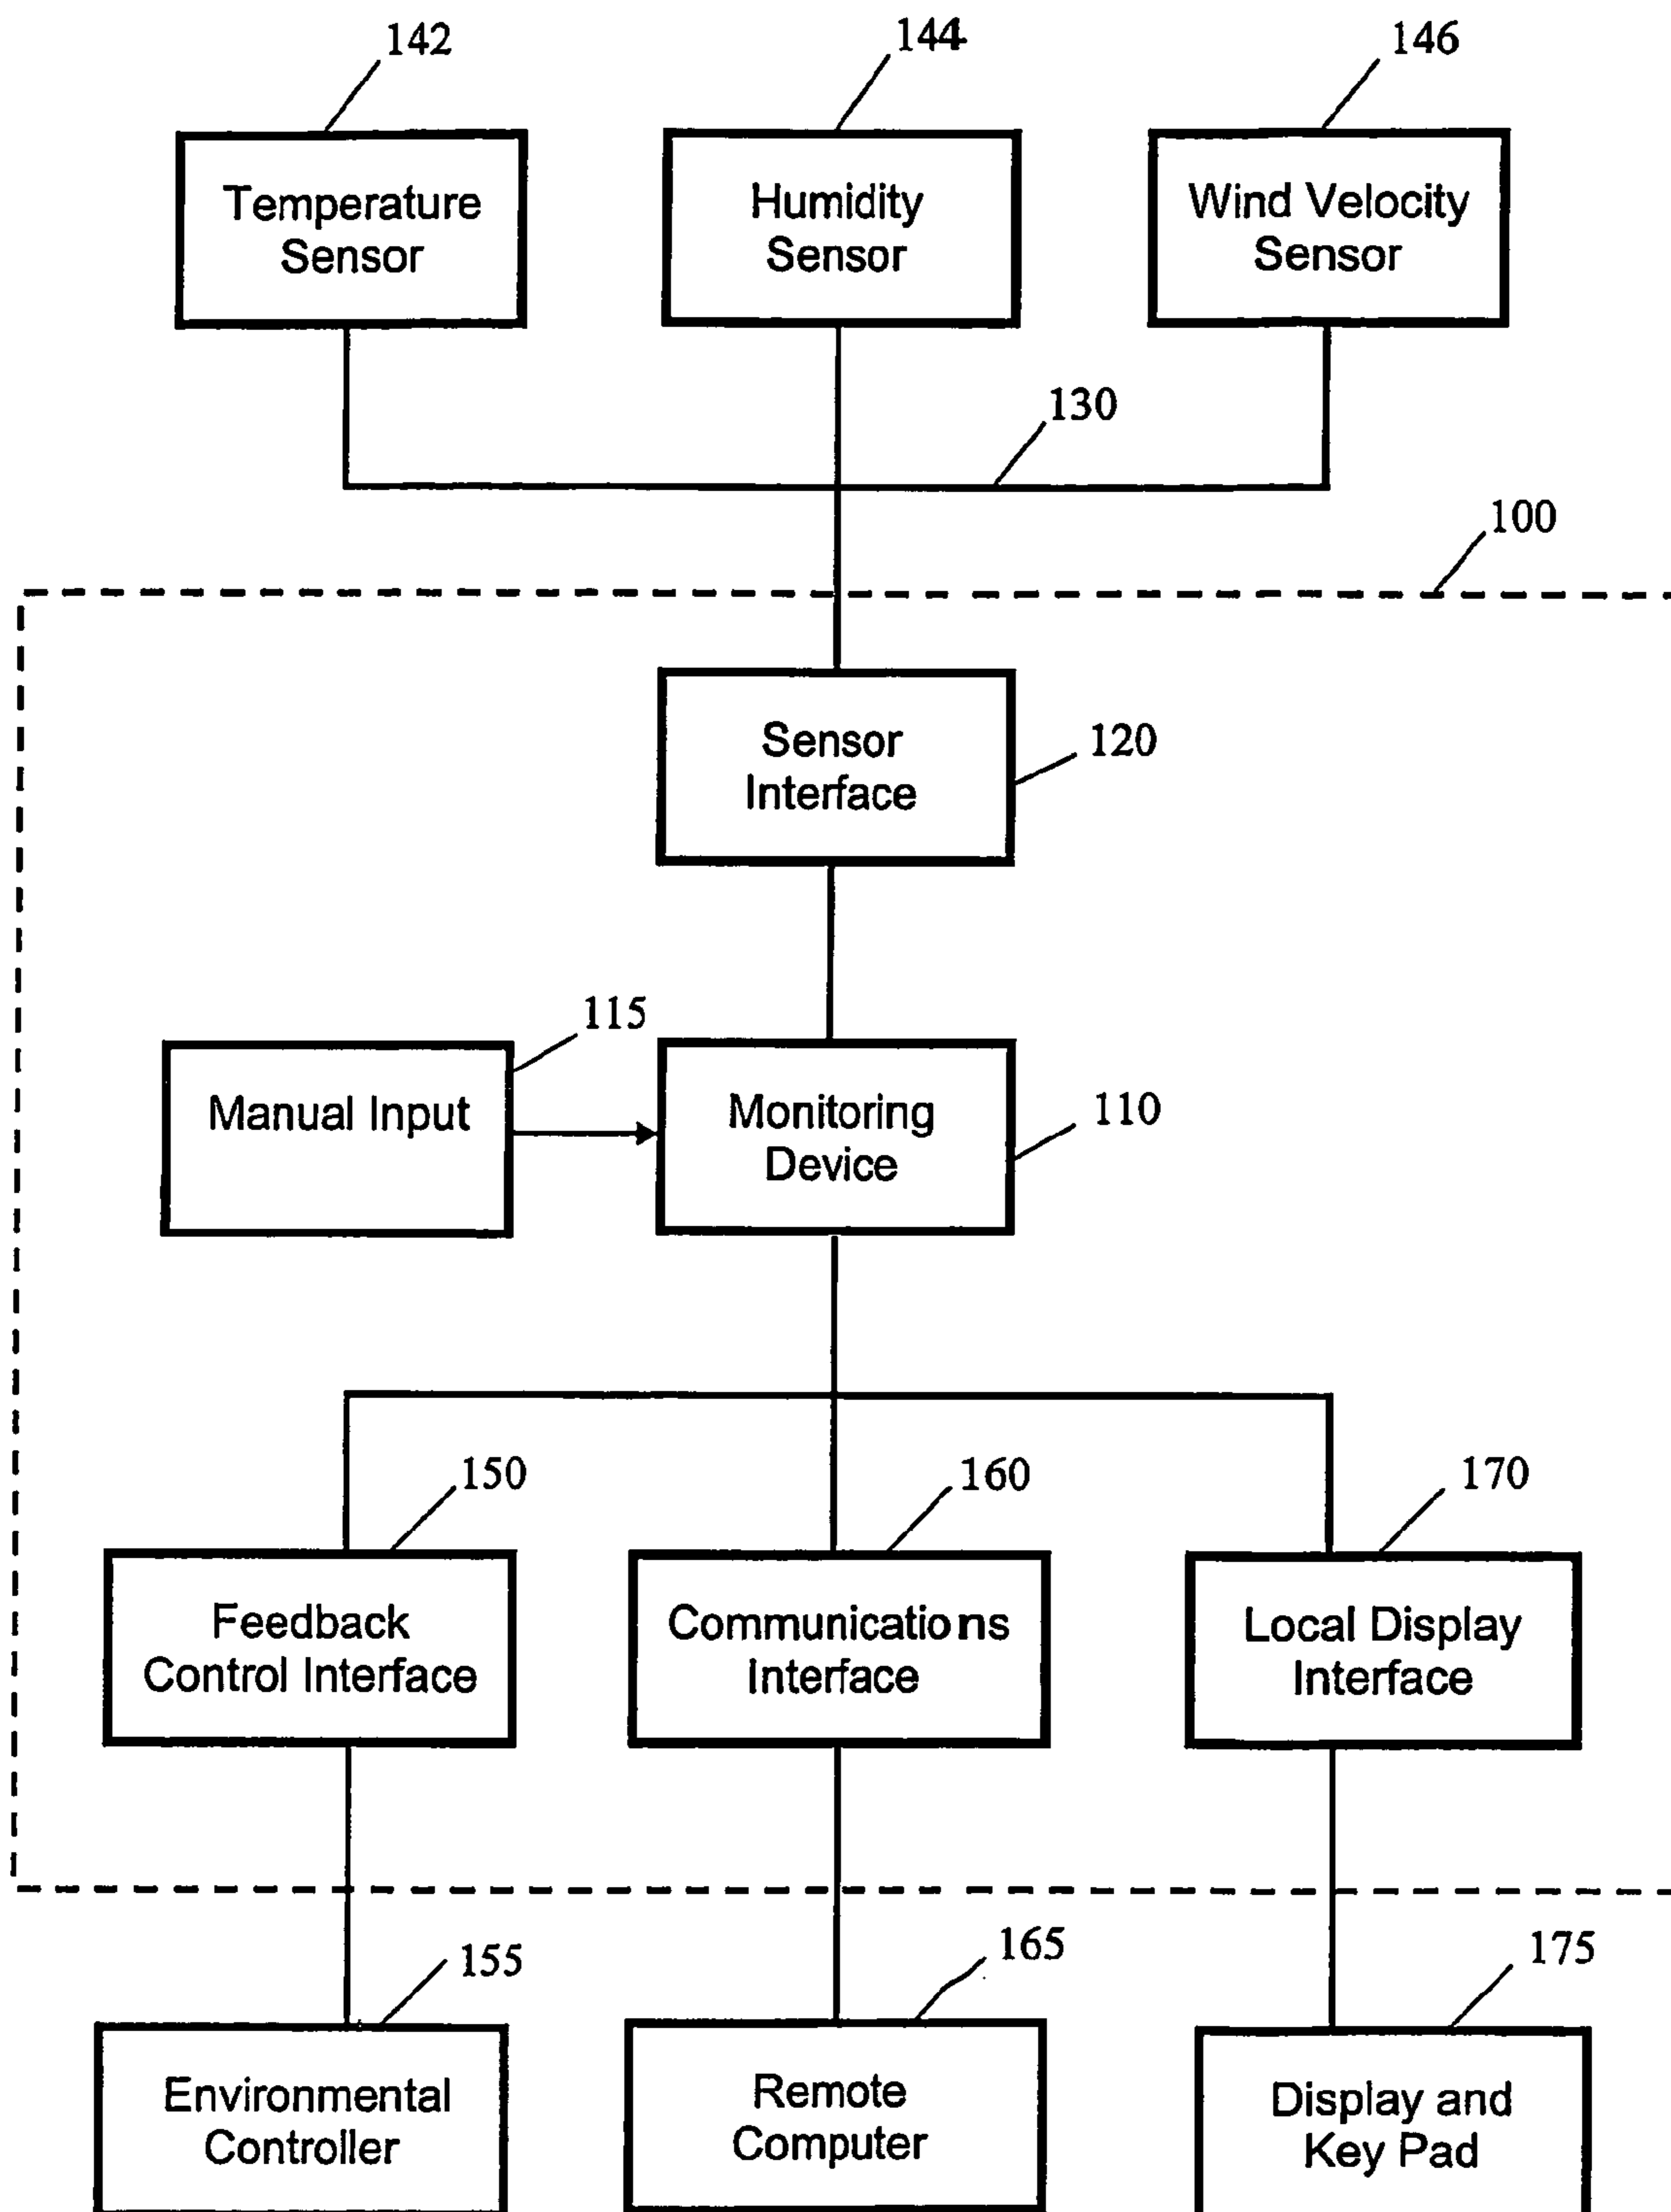 142
144
146
Temperature
Sensor
Humidity
Sensor
Wind Velocity
Sensor
130
100
Sensor
Interface
120
115
Manual Input
Monitoring
Device
110
150
160
170
Feedback
Control Interface
Communications
Interface
Local Display
Interface
155
165
175
Environmental
Controller
Remote
Computer
Display and
Key Pad